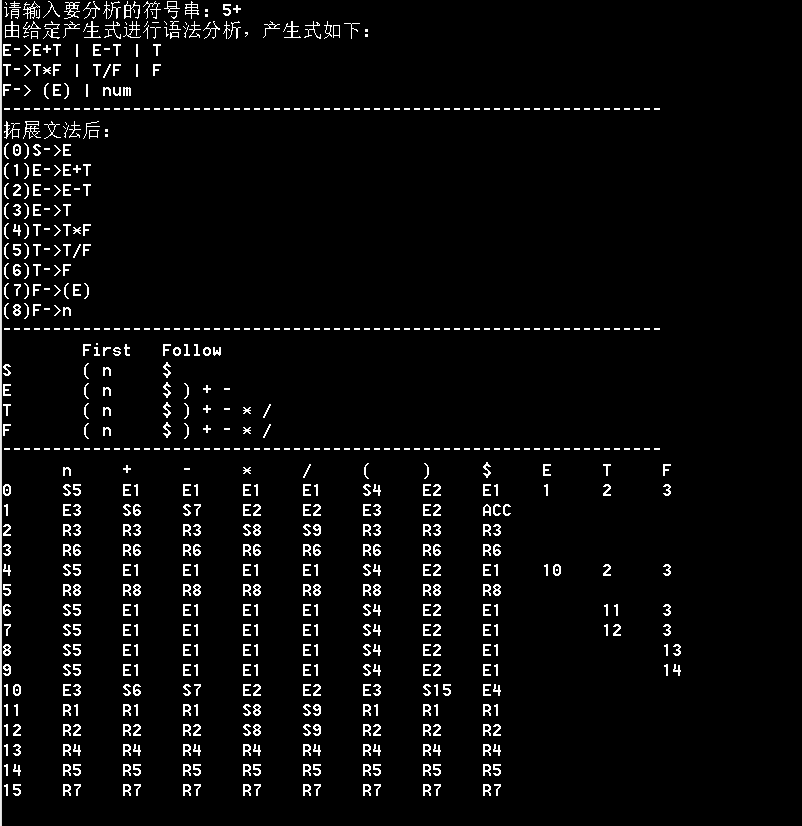 请输入要分析的符号串：5+
由给定产生式进行语法分析，产生式如下：
E->E+T | E-T | T
T->T*F | T/F | F
F-> (E) | num
------------------------------------------------------------------
拓展文法后：
(0)S->E
(1)E->E+T
(2)E->E-T
(3)E->T
(4)T->T*F
(5)T->T/F
(6)T->F
(7)F->(E)
(8)F->n
------------------------------------------------------------------
First Follow
S ( n $
E ( n $ ) + -
T ( n $ ) + - * /
F ( n $ ) + - * /
------------------------------------------------------------------
n + - * / ( ) $ E T F
0 S5 E1 E1 E1 E1 S4 E2 E1 1 2 3
1 E3 S6 S7 E2 E2 E3 E2 ACC
2 R3 R3 R3 S8 S9 R3 R3 R3
3 R6 R6 R6 R6 R6 R6 R6 R6
4 S5 E1 E1 E1 E1 S4 E2 E1 10 2 3
5 R8 R8 R8 R8 R8 R8 R8 R8
6 S5 E1 E1 E1 E1 S4 E2 E1 11 3
7 S5 E1 E1 E1 E1 S4 E2 E1 12 3
8 S5 E1 E1 E1 E1 S4 E2 E1 13
9 S5 E1 E1 E1 E1 S4 E2 E1 14
10 E3 S6 S7 E2 E2 E3 S15 E4
11 R1 R1 R1 S8 S9 R1 R1 R1
12 R2 R2 R2 S8 S9 R2 R2 R2
13 R4 R4 R4 R4 R4 R4 R4 R4
14 R5 R5 R5 R5 R5 R5 R5 R5
15 R7 R7 R7 R7 R7 R7 R7 R7